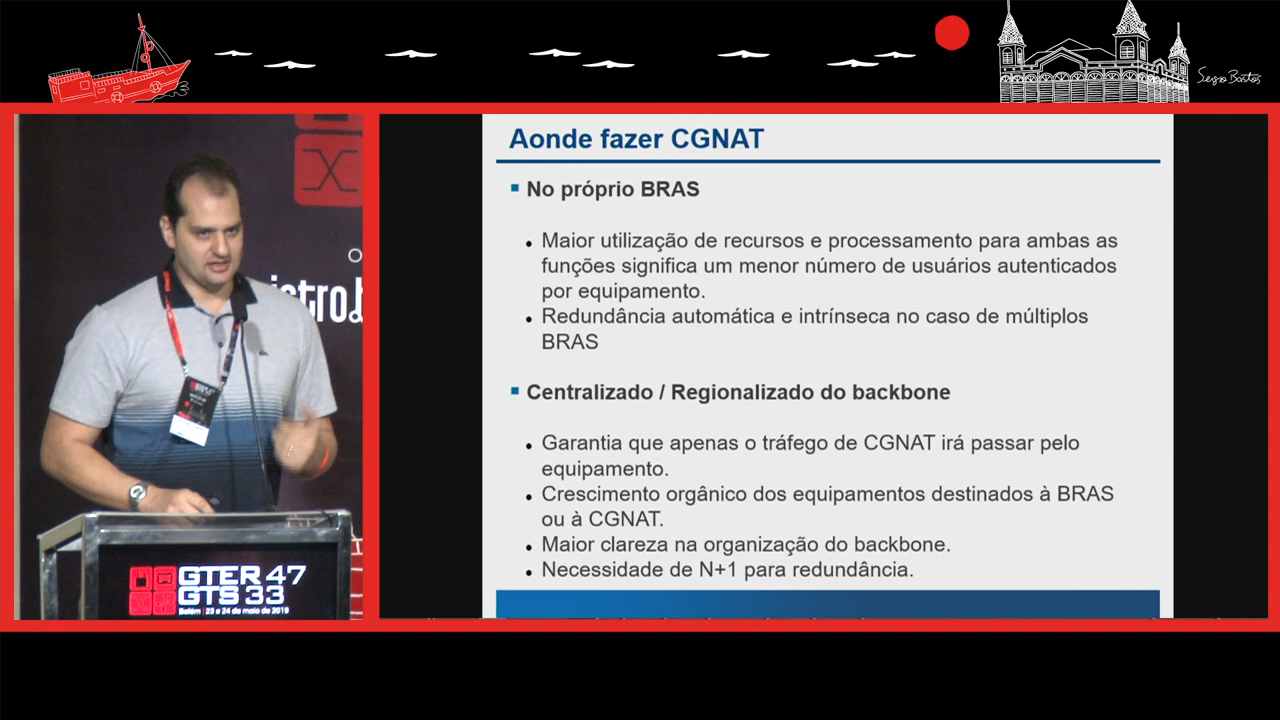 Sergio Bastos
Aonde fazer CGNAT
No próprio BRAS
Maior utilização de recursos e processamento para ambas as
funções significa um menor número de usuários autenticados
por equipamento.
Redundância automática e intrínseca no caso de múltiplos
BRAS
Centralizado / Regionalizado do backbone
Garantia que apenas o tráfego de CGNAT irá passar pelo
equipamento.
Crescimento orgânico dos equipamentos destinados à BRAS
ou à CGNAT.
Maior clareza na organização do backbone.
Necessidade de N+1 para redundância.
GTER 47
GTS 33
Belém | 23 e 24 de maio de 2019